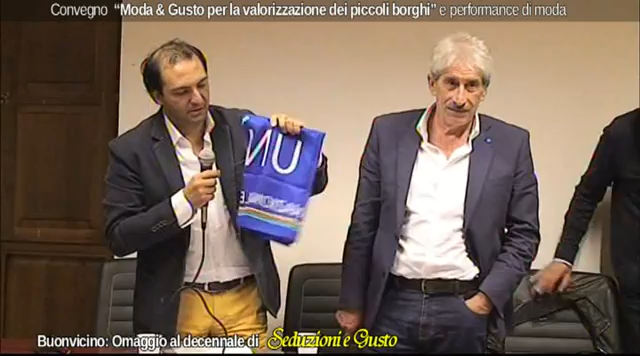 Convegno "Moda & Gusto per la valorizzazione dei piccoli borghi" e performance di moda
UN
Buonvicino: Omaggio al decennale di Seduzioni e Gusto